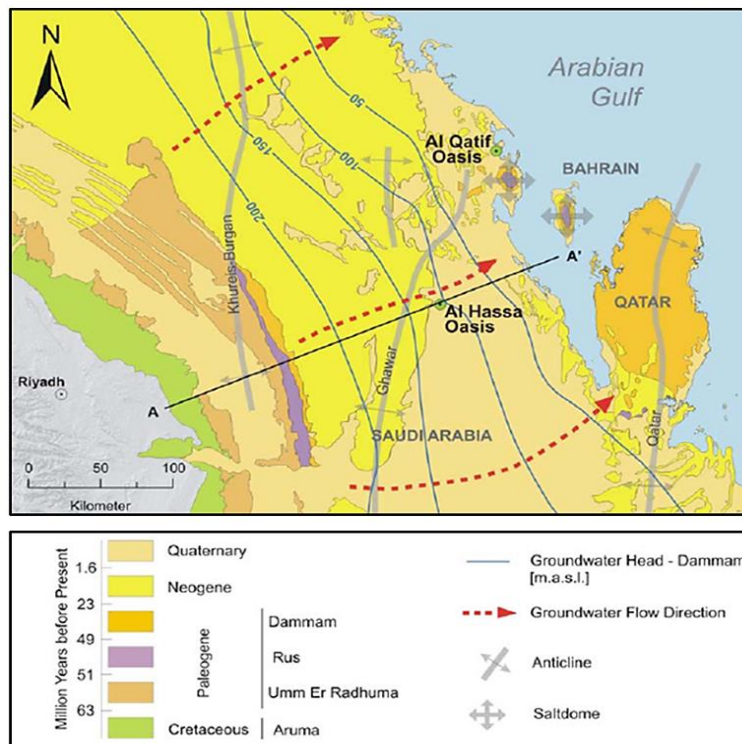 N
Arabian
Gulf
50
Al Qatif
Oasis
BAHRAIN
100
150
200
Khureis-Burgan
A'
QATAR
Al Hassa
Oasis
Ghawar
Riyadh
A
SAUDI ARABIA
Qatar
0 50 100
Kilometer
Million Years before Present
Quaternary
1.6
Neogene
23
Paleogene
Dammam
49
Rus
51
Umm Er Radhuma
63
Cretaceous
Aruma
Groundwater Head - Dammam
[m.a.s.l.]
Groundwater Flow Direction
Anticline
Saltdome